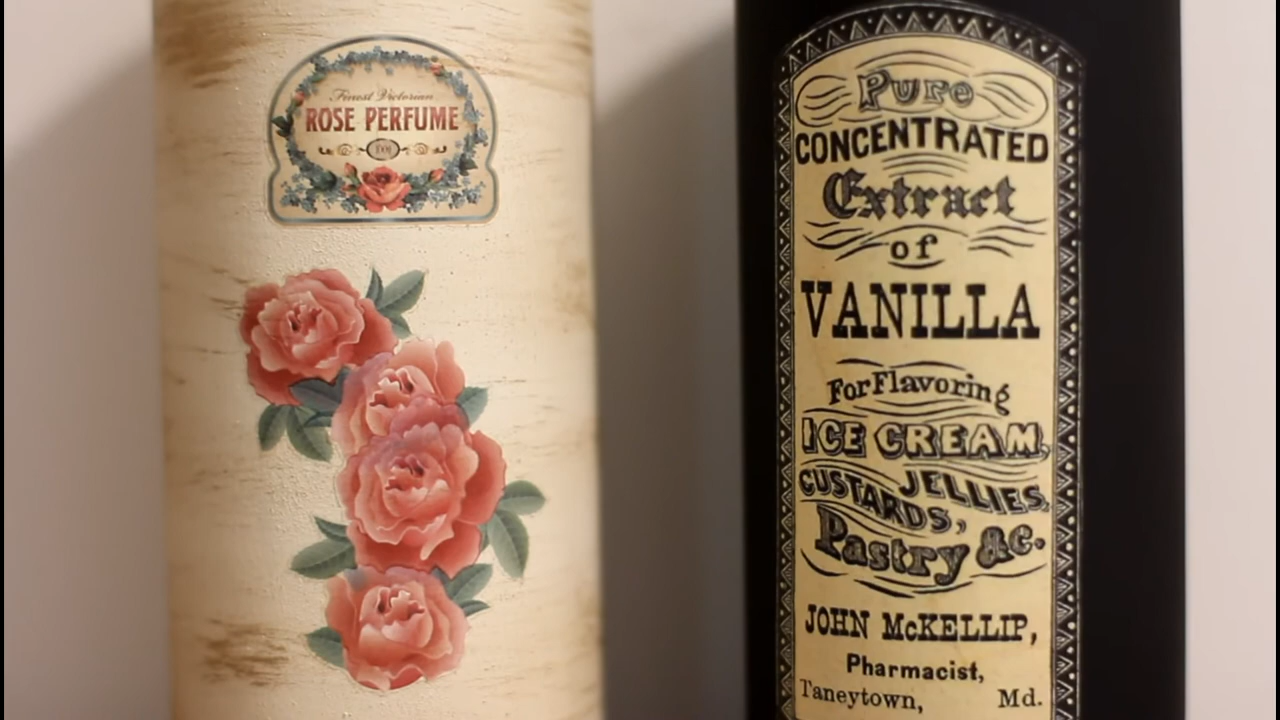 Finest Victorian
ROSE PERFUME
Pure
CONCENTRATED
Extract
of
VANILLA
For Flavoring
ICE CREAM,
CUSTARDS, JELLIES,
Pastry &c.
JOHN McKELLIP,
Pharmacist,
Taneytown, Md.